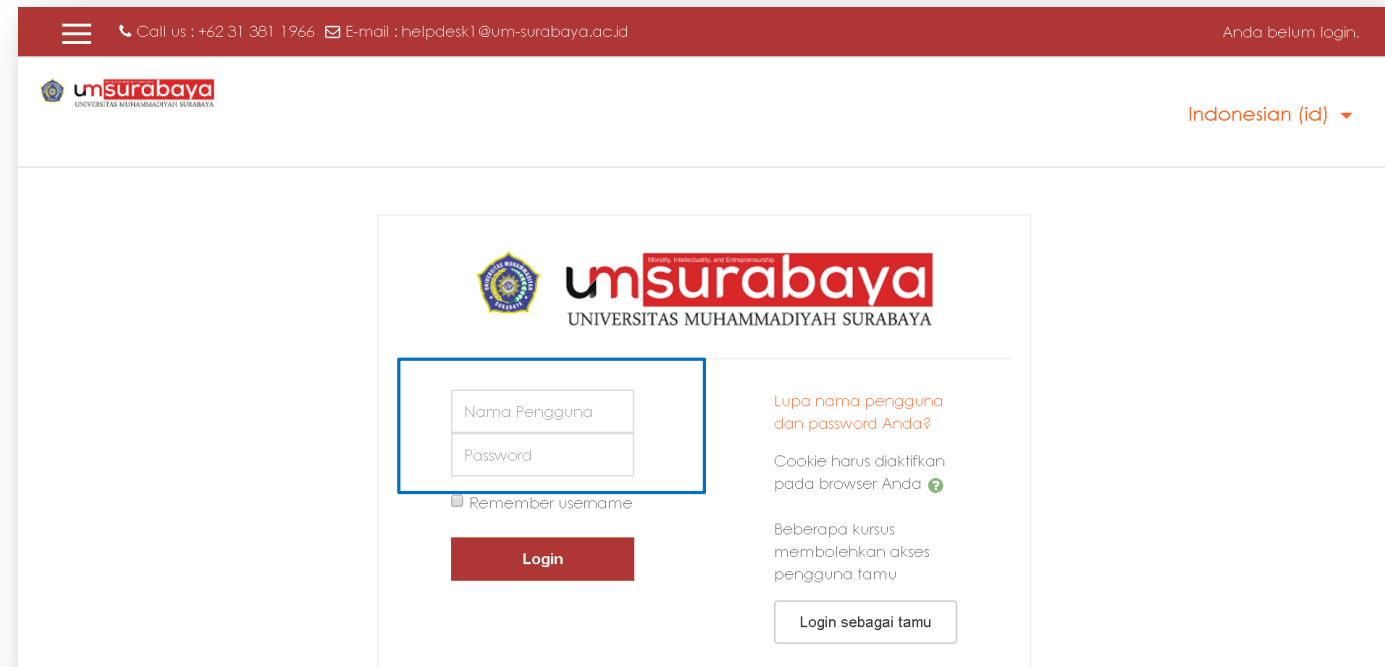 Call us : +62 31 381 1966 E-mail : helpdesk1@um-surabaya.ac.id
Anda belum login.
umsurabaya
UNIVERSITAS MUHAMMADIYAH SURABAYA
Indonesian (id)
Morality, Intellectuality, and Entrepreneurship
umsurabaya
UNIVERSITAS MUHAMMADIYAH SURABAYA
Nama Pengguna
Password
Remember username
Login
Lupa nama pengguna
dan password Anda?
Cookie harus diaktifkan
pada browser Anda
Beberapa kursus
membolehkan akses
pengguna tamu
Login sebagai tamu